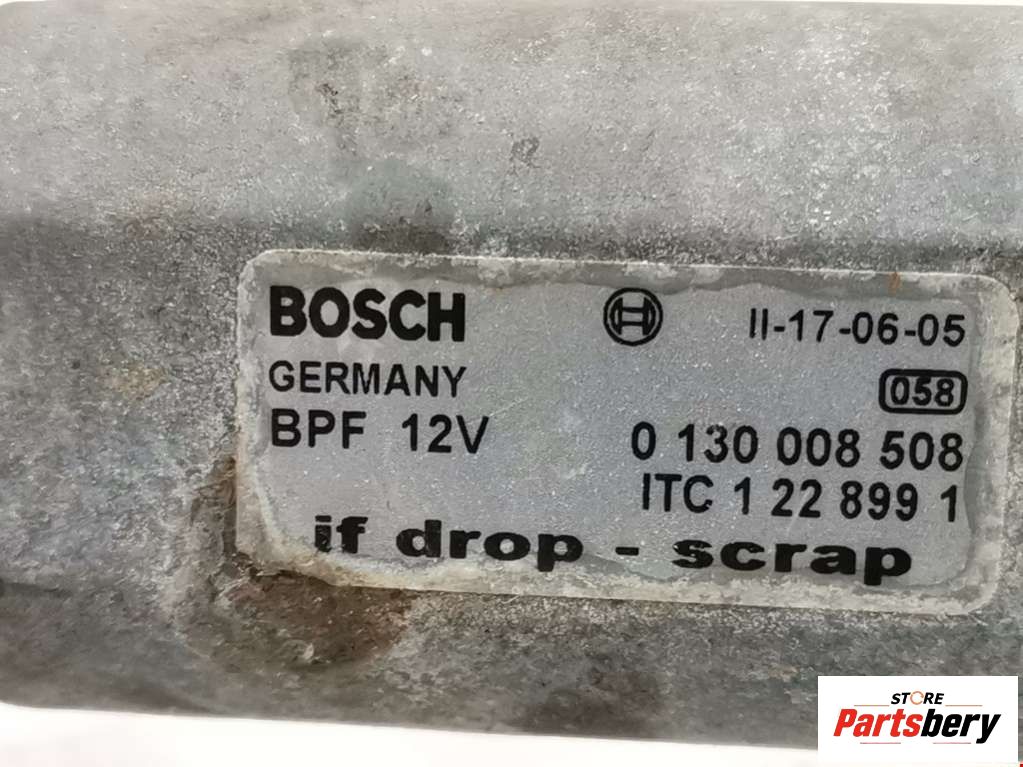 BOSCH
II-17-06-05
GERMANY
058
BPF 12V
0 130 008 508
ITC 1 22 899 1
if drop - scrap
STORE
Partsbery